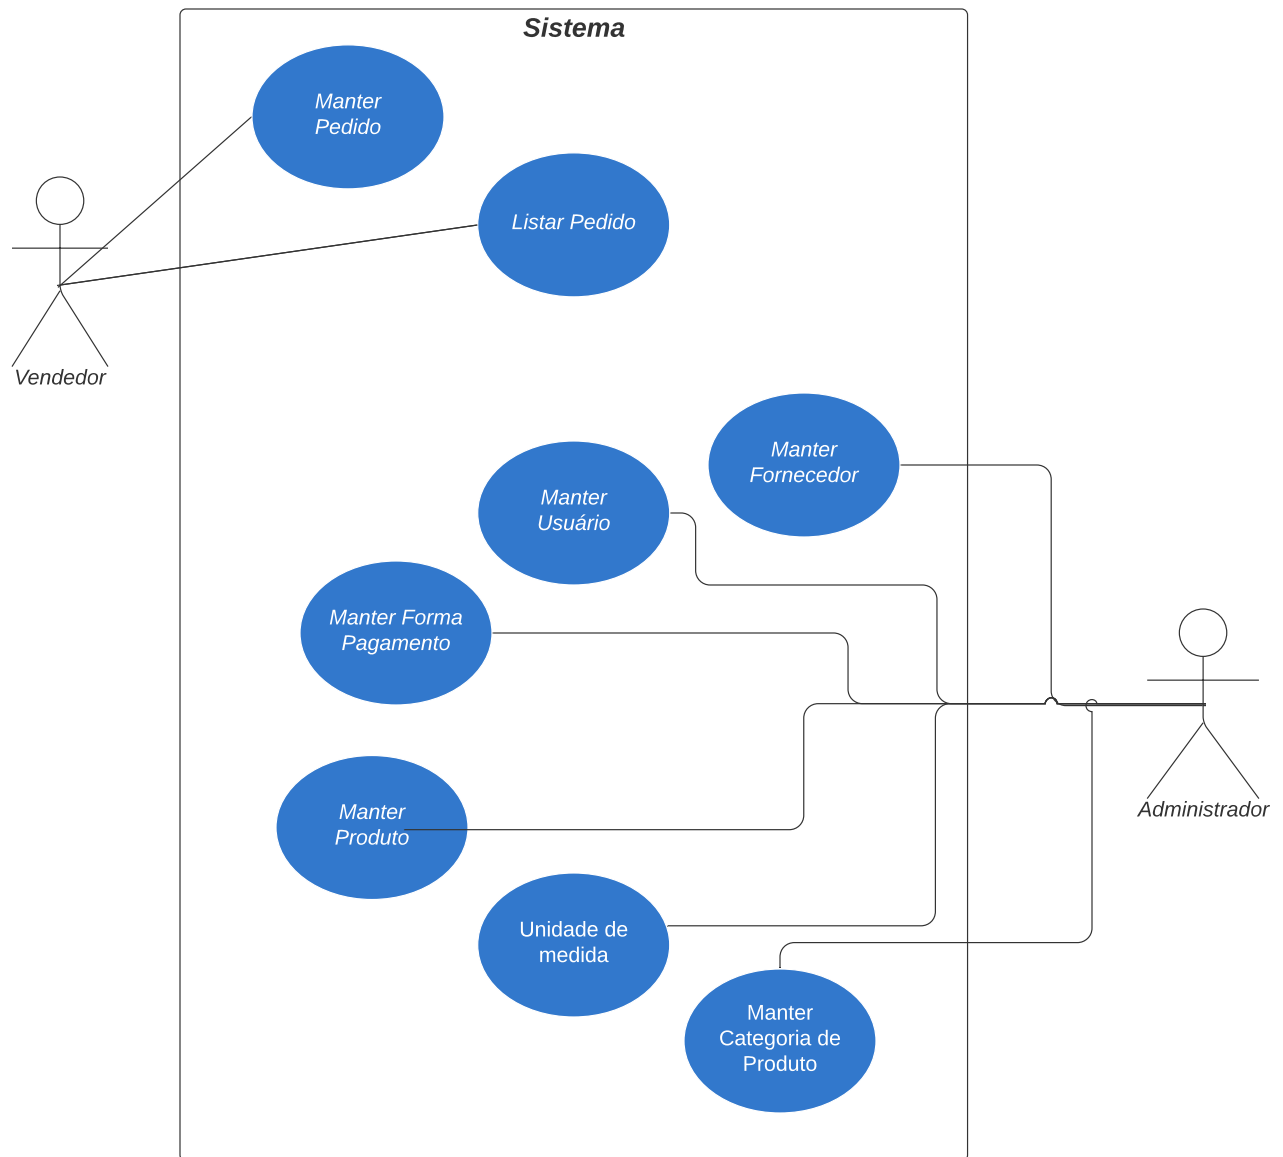 Sistema
Manter
Pedido
Listar Pedido
Vendedor
Manter
Fornecedor
Manter
Usuário
Manter Forma
Pagamento
Manter
Produto
Administrador
Unidade de
medida
Manter
Categoria de
Produto